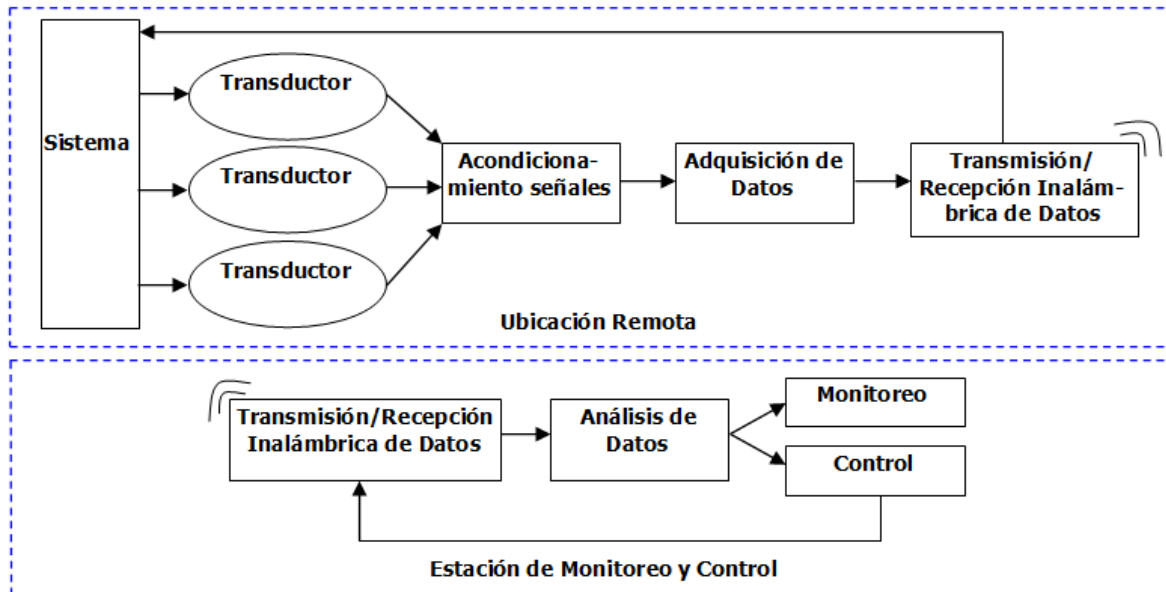 Transductor
Sistema
Acondiciona-
miento señales
Adquisición de
Datos
Transmisión/
Recepción Inalám-
brica de Datos
Transductor
Transductor
Ubicación Remota
Transmisión/Recepción
Inalámbrica de Datos
Análisis de
Datos
Monitoreo
Control
Estación de Monitoreo y Control